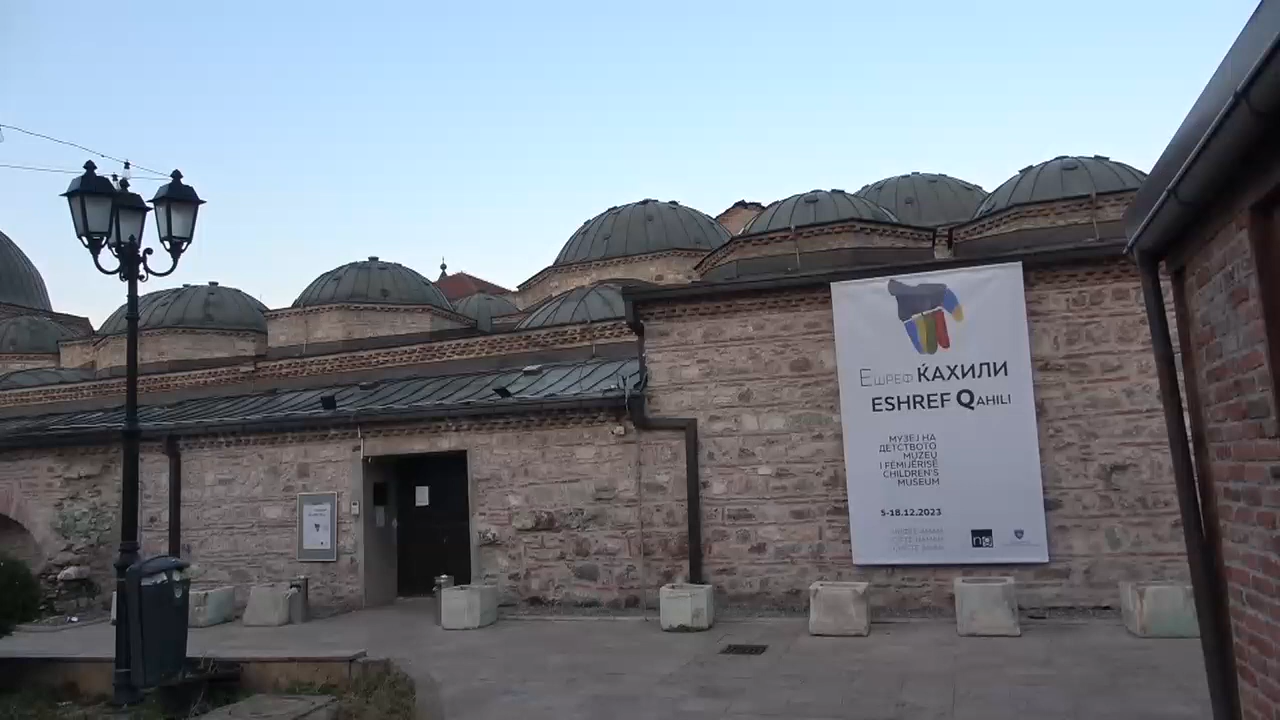 Ешреф ЌАХИЛИ
ESHREF QAHILI
МУЗЕЈ НА
ДЕТСТВОТО
MUZEU
I FËMIJËRISË
CHILDREN'S
MUSEUM
5-18.12.2023